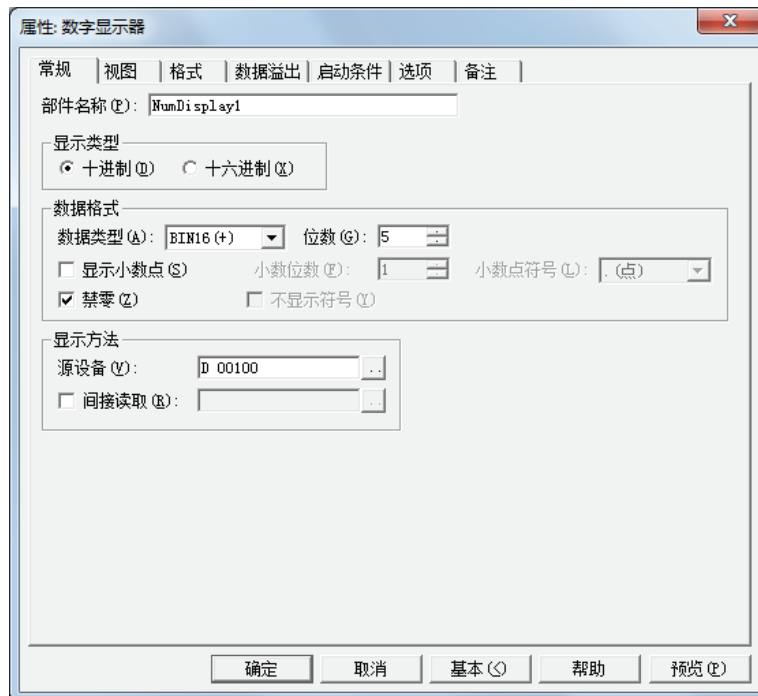 属性: 数字显示器
常规 视图 格式 数据溢出 启动条件 选项 备注
部件名称(P): NumDisplay1
显示类型
十进制(D) 十六进制(X)
数据格式
数据类型(A): BIN16(+) 位数(G): 5
显示小数点(S) 小数位数(F): 1 小数点符号(L): . (点)
禁零(Z) 不显示符号(Y)
显示方法
源设备(V): D 00100 ..
间接读取(R): ..
确定 取消 基本(<) 帮助 预览(P)